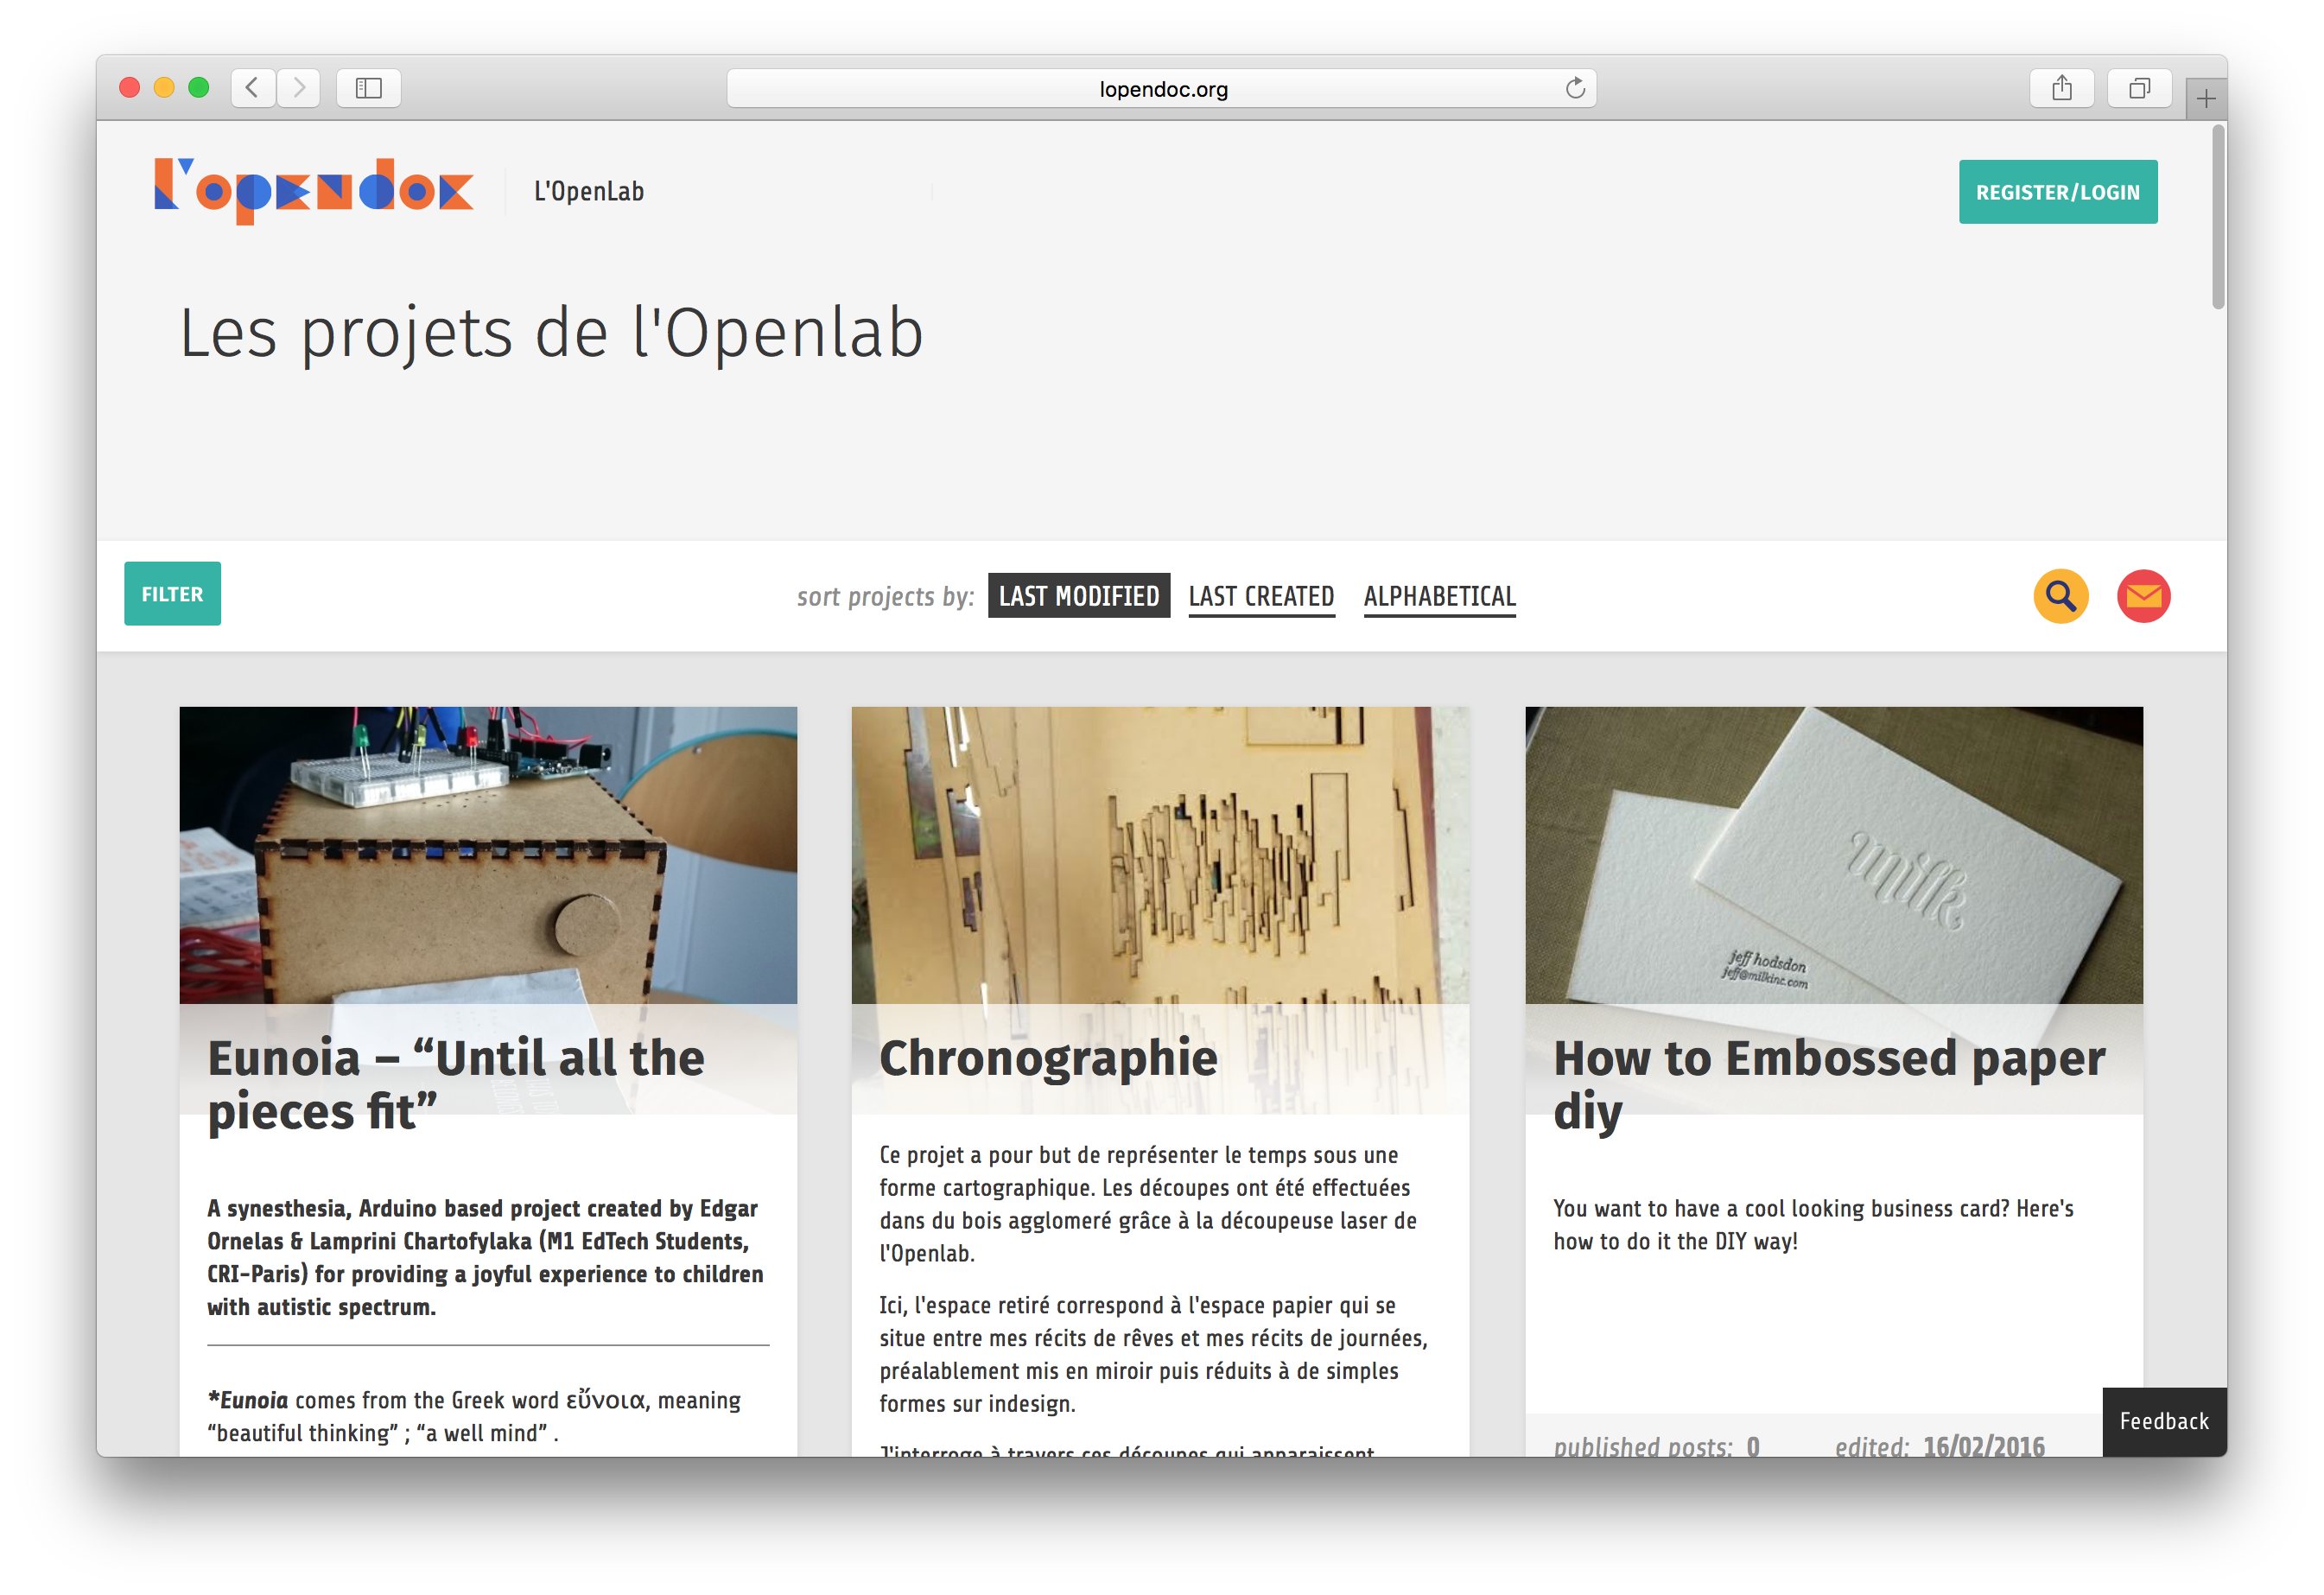 lopendoc.org
l'opendoc
L'OpenLab
REGISTER/LOGIN
Les projets de l'Openlab
FILTER
sort projects by: LAST MODIFIED LAST CREATED ALPHABETICAL
milk
jeff hodsdon
jeff@milkinc.com
Eunoia – “Until all the
pieces fit”
A synesthesia, Arduino based project created by Edgar
Ornelas & Lamprini Chartofylaka (M1 EdTech Students,
CRI-Paris) for providing a joyful experience to children
with autistic spectrum.
*Eunoia comes from the Greek word εὔνοια, meaning
“beautiful thinking” ; “a well mind” .
Chronographie
Ce projet a pour but de représenter le temps sous une
forme cartographique. Les découpes ont été effectuées
dans du bois agglomeré grâce à la découpeuse laser de
l'Openlab.
Ici, l'espace retiré correspond à l'espace papier qui se
situe entre mes récits de rêves et mes récits de journées,
préalablement mis en miroir puis réduits à de simples
formes sur indesign.
J'interroge à travers ces découpes qui apparaissent
How to Embossed paper
diy
You want to have a cool looking business card? Here's
how to do it the DIY way!
published posts: 0 edited: 16/02/2016
Feedback